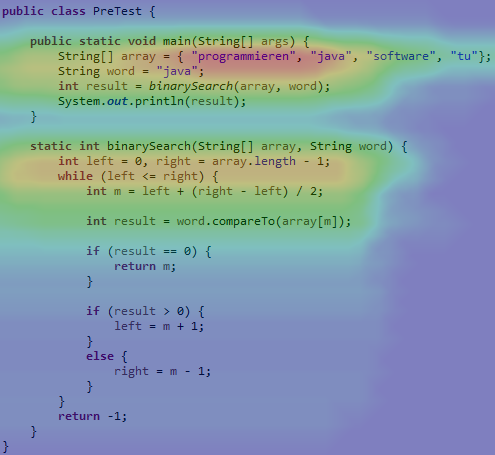 public class PreTest {
public static void main(String[] args) {
String[] array = { "programmieren", "java", "software", "tu"};
String word = "java";
int result = binarySearch(array, word);
System.out.println(result);
}
static int binarySearch(String[] array, String word) {
int left = 0, right = array.length - 1;
while (left <= right) {
int m = left + (right - left) / 2;
int result = word.compareTo(array[m]);
if (result == 0) {
return m;
}
if (result > 0) {
left = m + 1;
}
else {
right = m - 1;
}
}
return -1;
}
}